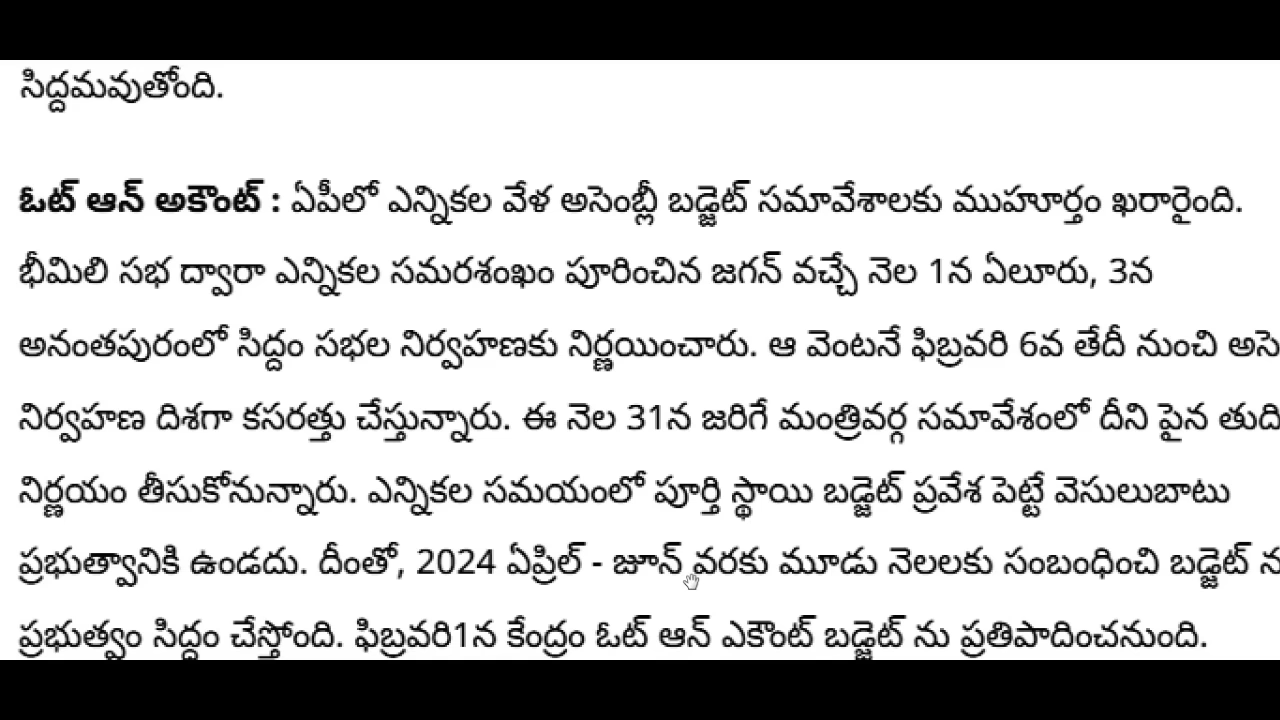 సిద్దమవుతోంది.
ఓట్ ఆన్ అకౌంట్ : ఏపీలో ఎన్నికల వేళ అసెంబ్లీ బడ్జెట్ సమావేశాలకు ముహూర్తం ఖరారైంది.
భీమిలి సభ ద్వారా ఎన్నికల సమరశంఖం పూరించిన జగన్ వచ్చే నెల 1న ఏలూరు, 3న
అనంతపురంలో సిద్దం సభల నిర్వహణకు నిర్ణయించారు. ఆ వెంటనే ఫిబ్రవరి 6వ తేదీ నుంచి
నిర్వహణ దిశగా కసరత్తు చేస్తున్నారు. ఈ నెల 31న జరిగే మంత్రివర్గ సమావేశంలో దీని పైన తుది
నిర్ణయం తీసుకోనున్నారు. ఎన్నికల సమయంలో పూర్తి స్థాయి బడ్జెట్ ప్రవేశ పెట్టే వెసులుబాటు
ప్రభుత్వానికి ఉండదు. దీంతో, 2024 ఏప్రిల్ - జూన్ వరకు మూడు నెలలకు సంబంధించి బడ్జెట్
ప్రభుత్వం సిద్దం చేస్తోంది. ఫిబ్రవరి1న కేంద్రం ఓట్ ఆన్ ఎకౌంట్ బడ్జెట్ ను ప్రతిపాదించనుంది.